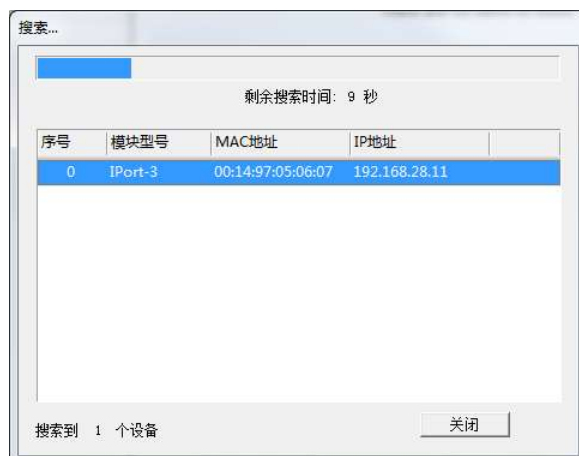 搜索...
剩余搜索时间: 9 秒
序号 模块型号 MAC地址 IP地址
0 IPort-3 00:14:97:05:06:07 192.168.28.11
搜索到 1 个设备 关闭